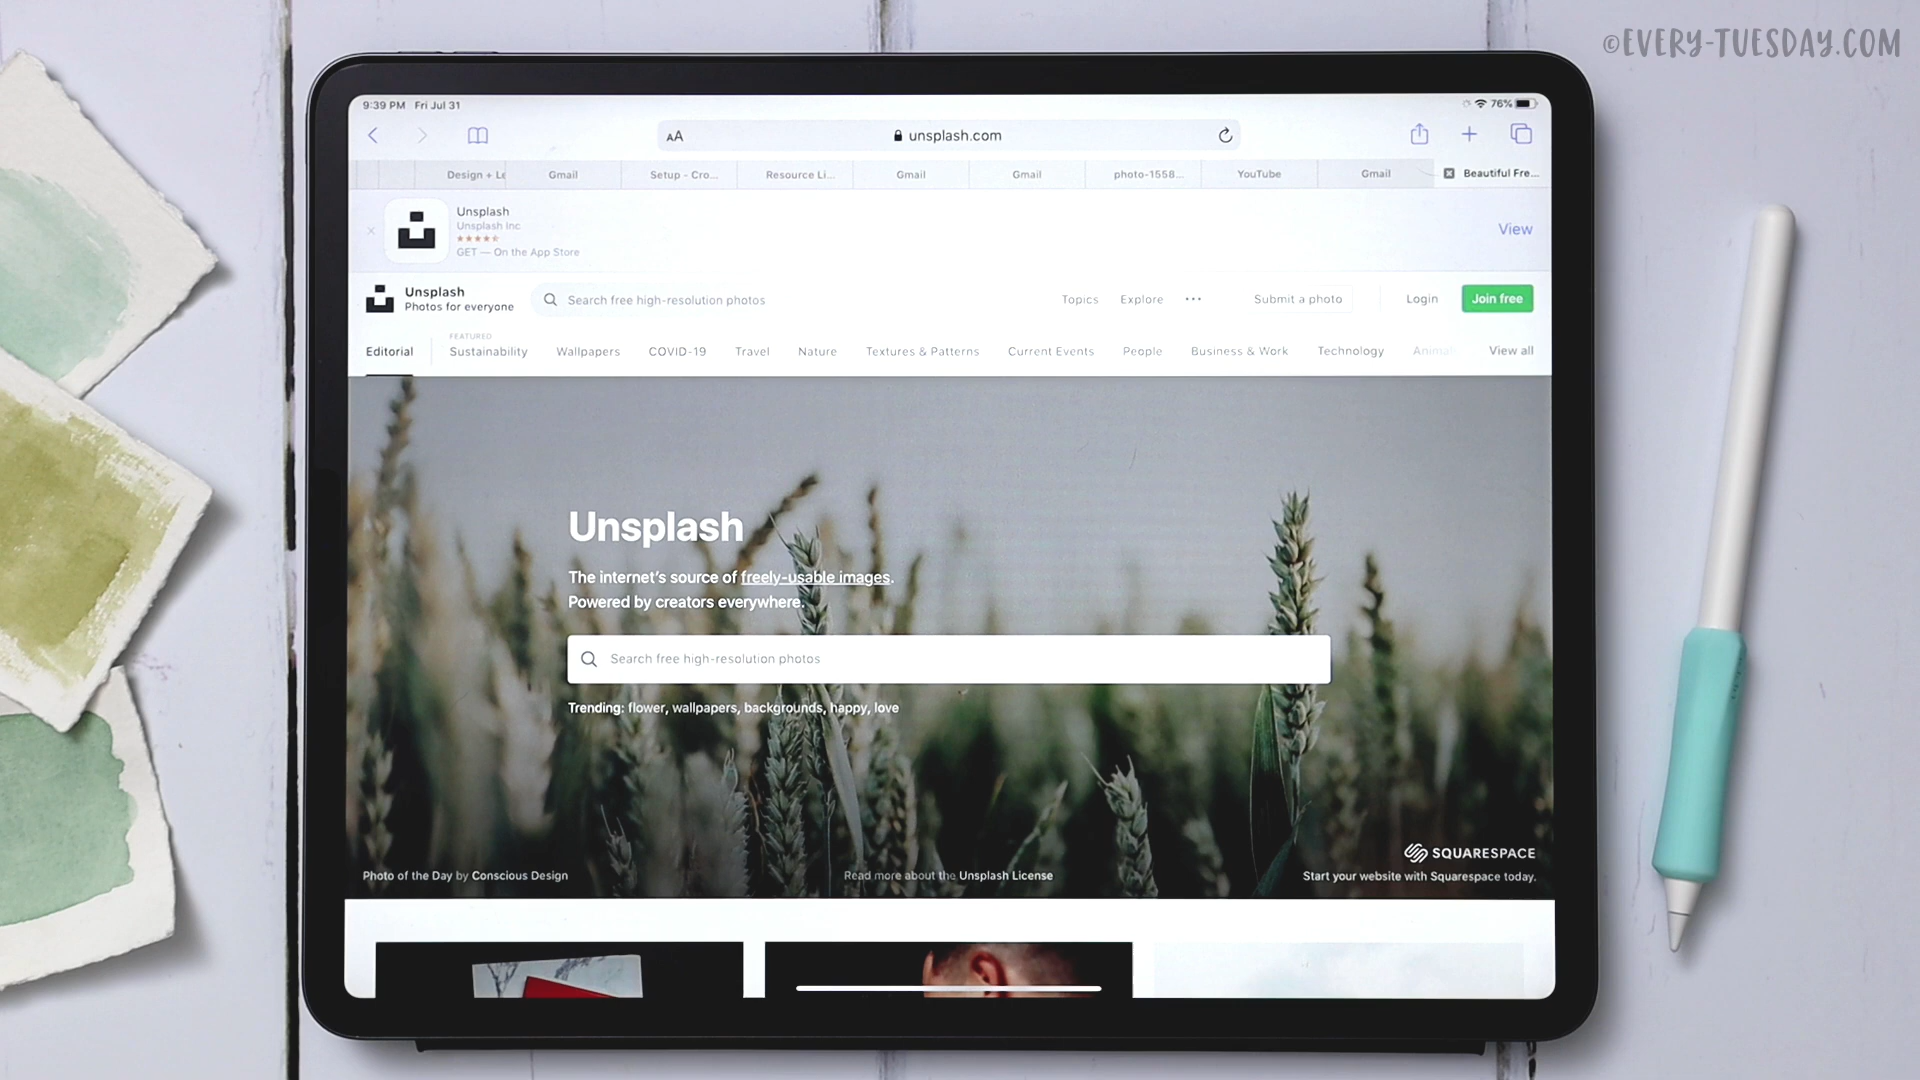 ©EVERY-TUESDAY.COM
9:39 PM Fri Jul 31
76%
AA unsplash.com
Design + Le Gmail Setup - Cro... Resource Li... Gmail Gmail photo-1558... YouTube Gmail Beautiful Fre...
Unsplash
Unsplash Inc
GET — On the App Store
View
Unsplash
Photos for everyone
Search free high-resolution photos
Topics Explore ••• Submit a photo Login Join free
FEATURED
Editorial Sustainability Wallpapers COVID-19 Travel Nature Textures & Patterns Current Events People Business & Work Technology Animals View all
Unsplash
The internet's source of freely-usable images.
Powered by creators everywhere.
Search free high-resolution photos
Trending: flower, wallpapers, backgrounds, happy, love
SQUARESPACE
Photo of the Day by Conscious Design
Read more about the Unsplash License
Start your website with Squarespace today.